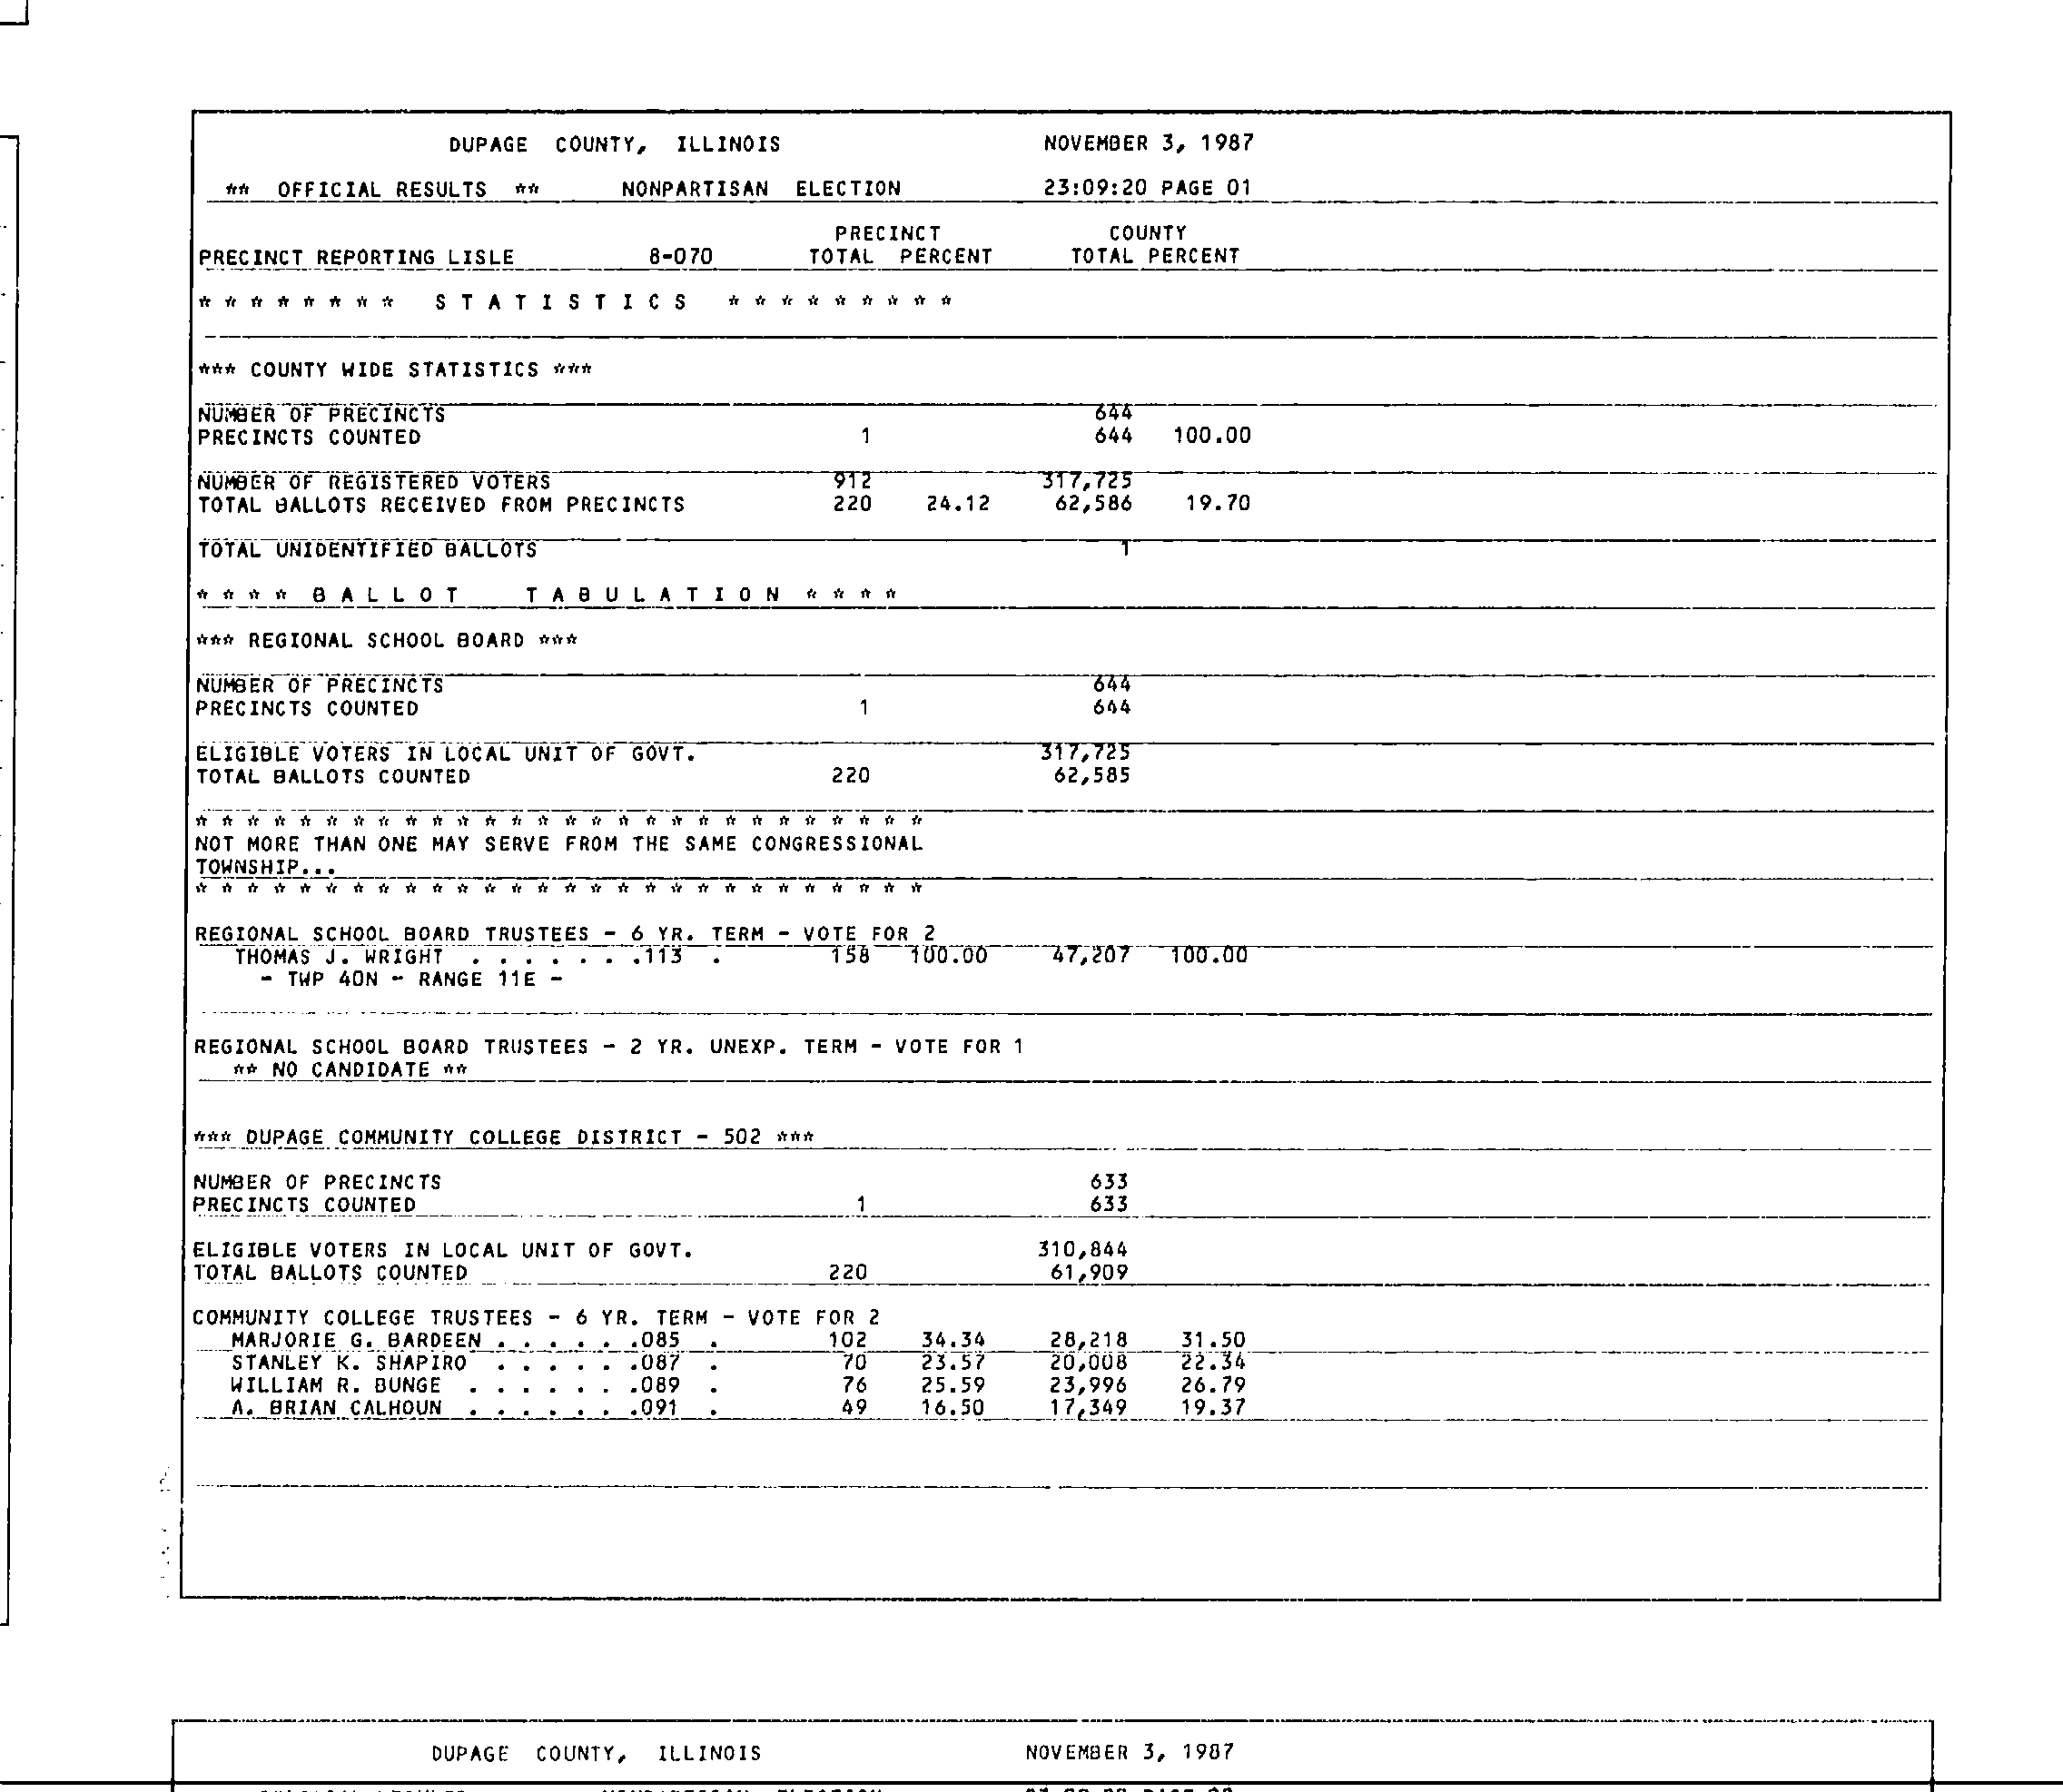 DUPAGE COUNTY, ILLINOIS NOVEMBER 3, 1987
** OFFICIAL RESULTS ** NONPARTISAN ELECTION 23:09:20 PAGE 01
PRECINCT COUNTY
PRECINCT REPORTING LISLE 8-070 TOTAL PERCENT TOTAL PERCENT
* * * * * * * * S T A T I S T I C S * * * * * * * * *
*** COUNTY WIDE STATISTICS ***
NUMBER OF PRECINCTS 644
PRECINCTS COUNTED 1 644 100.00
NUMBER OF REGISTERED VOTERS 912 317,725
TOTAL BALLOTS RECEIVED FROM PRECINCTS 220 24.12 62,586 19.70
TOTAL UNIDENTIFIED BALLOTS 1
* * * * B A L L O T T A B U L A T I O N * * * *
*** REGIONAL SCHOOL BOARD ***
NUMBER OF PRECINCTS 644
PRECINCTS COUNTED 1 644
ELIGIBLE VOTERS IN LOCAL UNIT OF GOVT. 317,725
TOTAL BALLOTS COUNTED 220 62,585
* * * * * * * * * * * * * * * * * * * * * * * * * * * *
NOT MORE THAN ONE MAY SERVE FROM THE SAME CONGRESSIONAL
TOWNSHIP...
* * * * * * * * * * * * * * * * * * * * * * * * * * * *
REGIONAL SCHOOL BOARD TRUSTEES - 6 YR. TERM - VOTE FOR 2
THOMAS J. WRIGHT . . . . . . .113 . 158 100.00 47,207 100.00
- TWP 40N - RANGE 11E -
REGIONAL SCHOOL BOARD TRUSTEES - 2 YR. UNEXP. TERM - VOTE FOR 1
** NO CANDIDATE **
*** DUPAGE COMMUNITY COLLEGE DISTRICT - 502 ***
NUMBER OF PRECINCTS 633
PRECINCTS COUNTED 1 633
ELIGIBLE VOTERS IN LOCAL UNIT OF GOVT. 310,844
TOTAL BALLOTS COUNTED 220 61,909
COMMUNITY COLLEGE TRUSTEES - 6 YR. TERM - VOTE FOR 2
MARJORIE G. BARDEEN . . . . . .085 . 102 34.34 28,218 31.50
STANLEY K. SHAPIRO . . . . . .087 . 70 23.57 20,008 22.34
WILLIAM R. BUNGE . . . . . . .089 . 76 25.59 23,996 26.79
A. BRIAN CALHOUN . . . . . . .091 . 49 16.50 17,349 19.37
DUPAGE COUNTY, ILLINOIS NOVEMBER 3, 1987